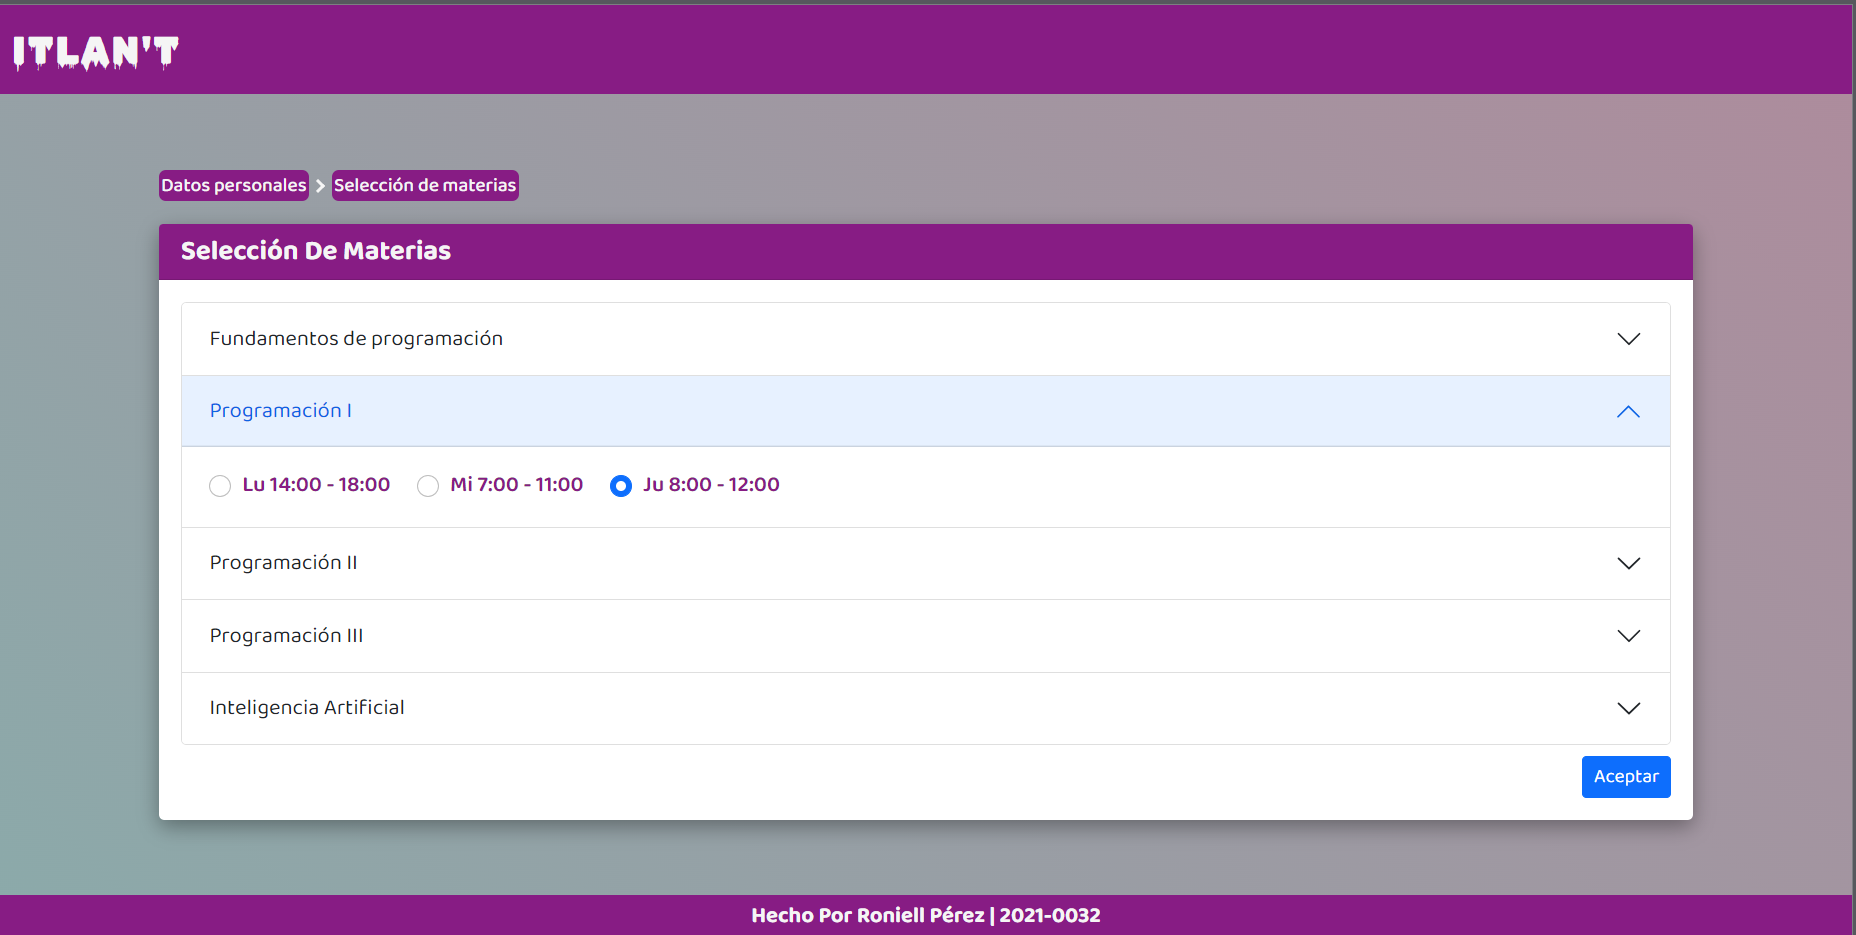 ITLAN'T
Datos personales > Selección de materias
Selección De Materias
Fundamentos de programación
Programación I
Lu 14:00 - 18:00 Mi 7:00 - 11:00 Ju 8:00 - 12:00
Programación II
Programación III
Inteligencia Artificial
Aceptar
Hecho Por Roniell Pérez | 2021-0032